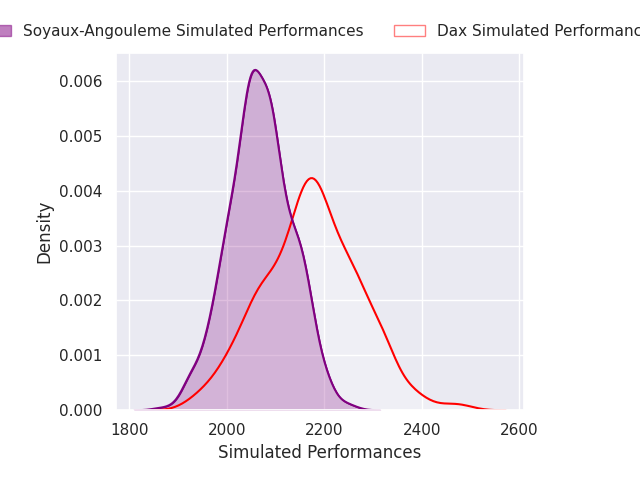 Soyaux-Angouleme Simulated Performances
Dax Simulated Performanc
0.006
0.005
0.004
0.003
0.002
0.001
0.000
Density
1800 2000 2200 2400 2600
Simulated Performances